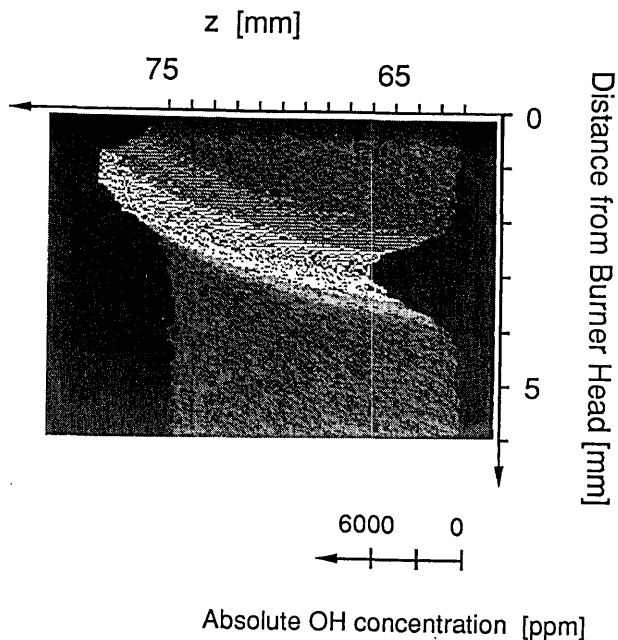 z [mm]
75
65
0
5
Distance from Burner Head [mm]
6000
0
Absolute OH concentration [ppm]